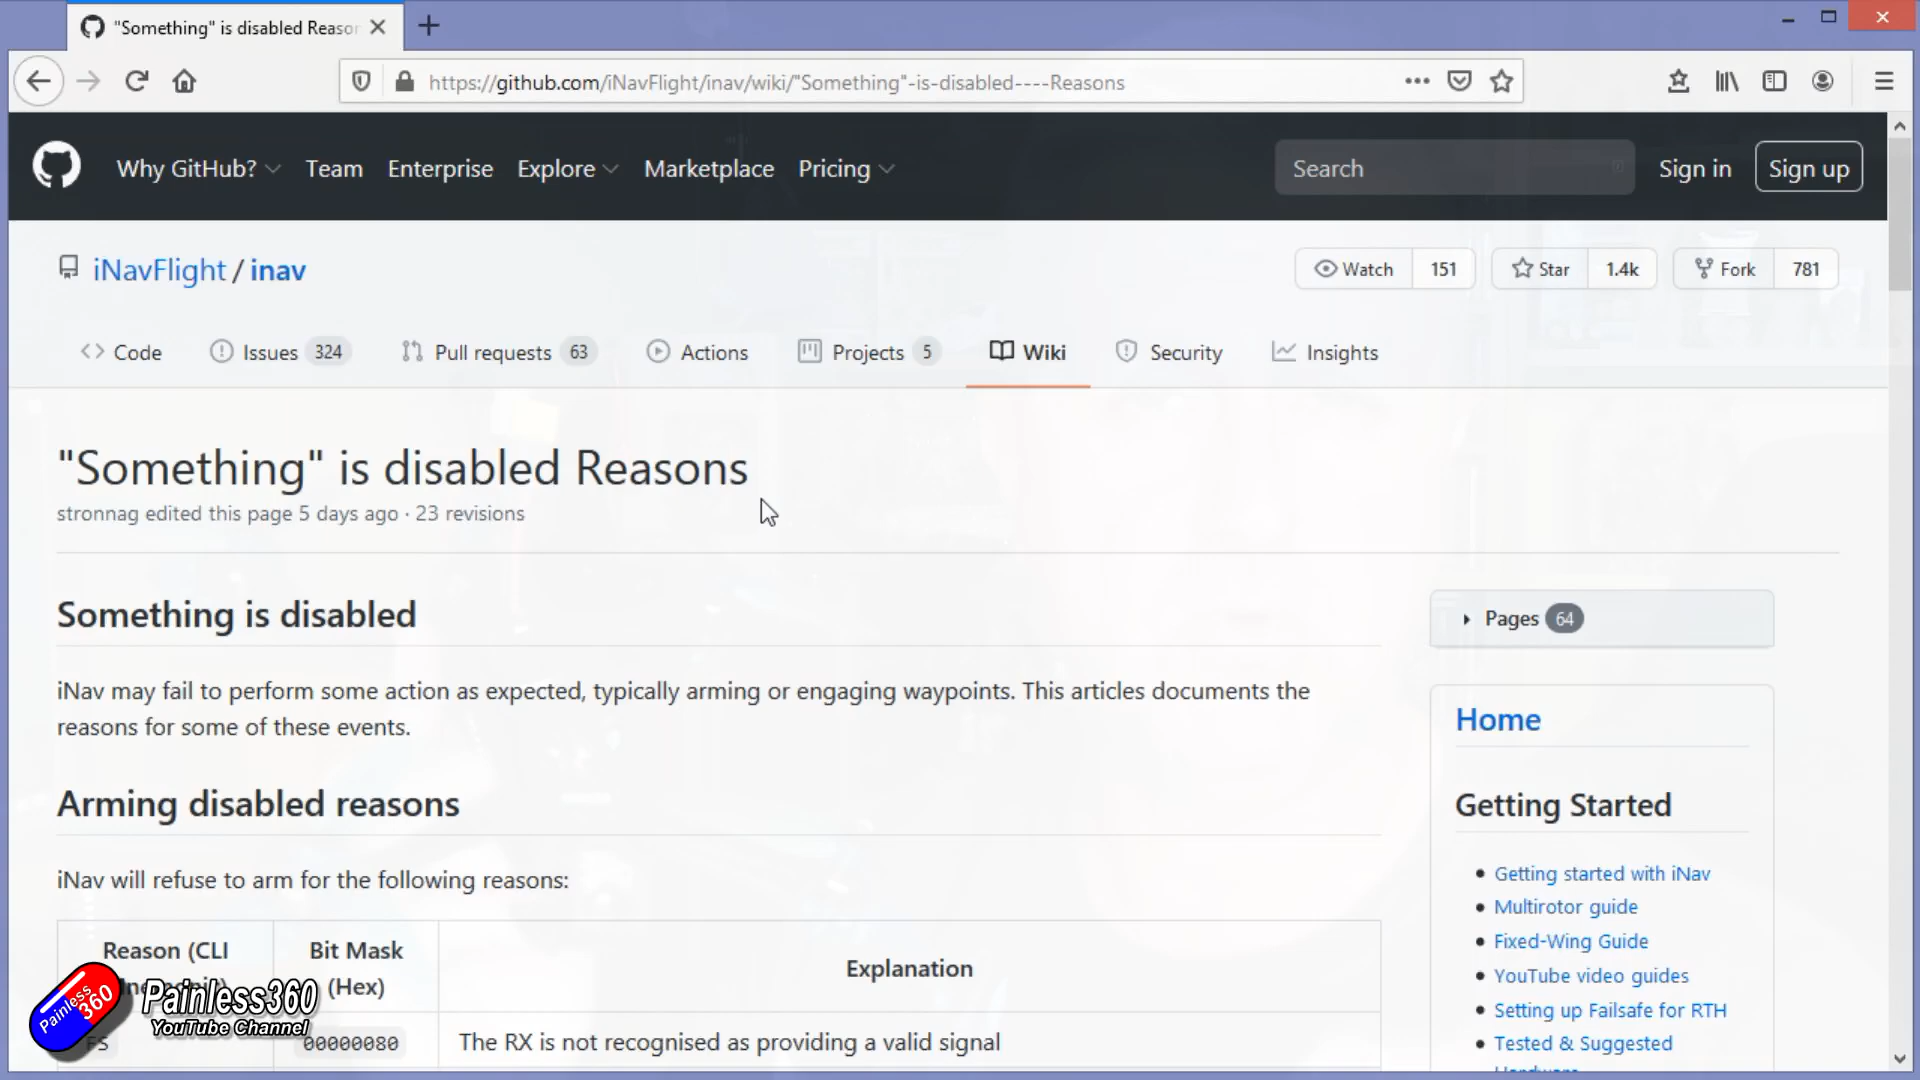 "Something" is disabled Reason
https://github.com/iNavFlight/inav/wiki/"Something"-is-disabled----Reasons
Why GitHub? Team Enterprise Explore Marketplace Pricing Search Sign in Sign up
iNavFlight / inav Watch 151 Star 1.4k Fork 781
Code Issues 324 Pull requests 63 Actions Projects 5 Wiki Security Insights
"Something" is disabled Reasons
stronnag edited this page 5 days ago · 23 revisions
Something is disabled
iNav may fail to perform some action as expected, typically arming or engaging waypoints. This articles documents the
reasons for some of these events.
Arming disabled reasons
iNav will refuse to arm for the following reasons:
Reason (CLI
Bit Mask
(Hex)
Explanation
FS 00000080 The RX is not recognised as providing a valid signal
Pages 64
Home
Getting Started
Getting started with iNav
Multirotor guide
Fixed-Wing Guide
YouTube video guides
Setting up Failsafe for RTH
Tested & Suggested
Painless
360
Painless360
YouTube Channel